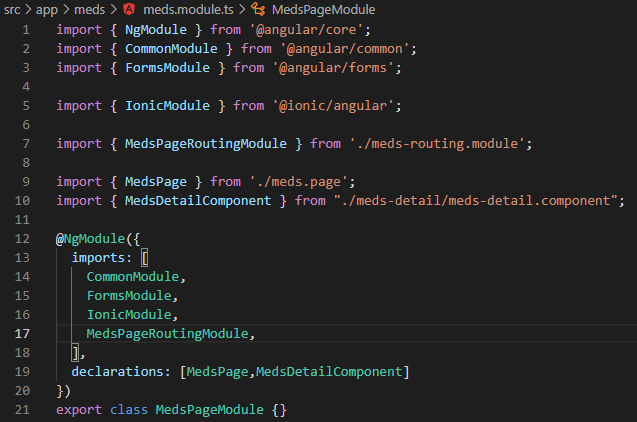 src > app > meds > meds.module.ts > MedsPageModule
1 import { NgModule } from '@angular/core';
2 import { CommonModule } from '@angular/common';
3 import { FormsModule } from '@angular/forms';
4
5 import { IonicModule } from '@ionic/angular';
6
7 import { MedsPageRoutingModule } from './meds-routing.module';
8
9 import { MedsPage } from './meds.page';
10 import { MedsDetailComponent } from "./meds-detail/meds-detail.component";
11
12 @NgModule({
13   imports: [
14     CommonModule,
15     FormsModule,
16     IonicModule,
17     MedsPageRoutingModule,
18   ],
19   declarations: [MedsPage,MedsDetailComponent]
20 })
21 export class MedsPageModule {}